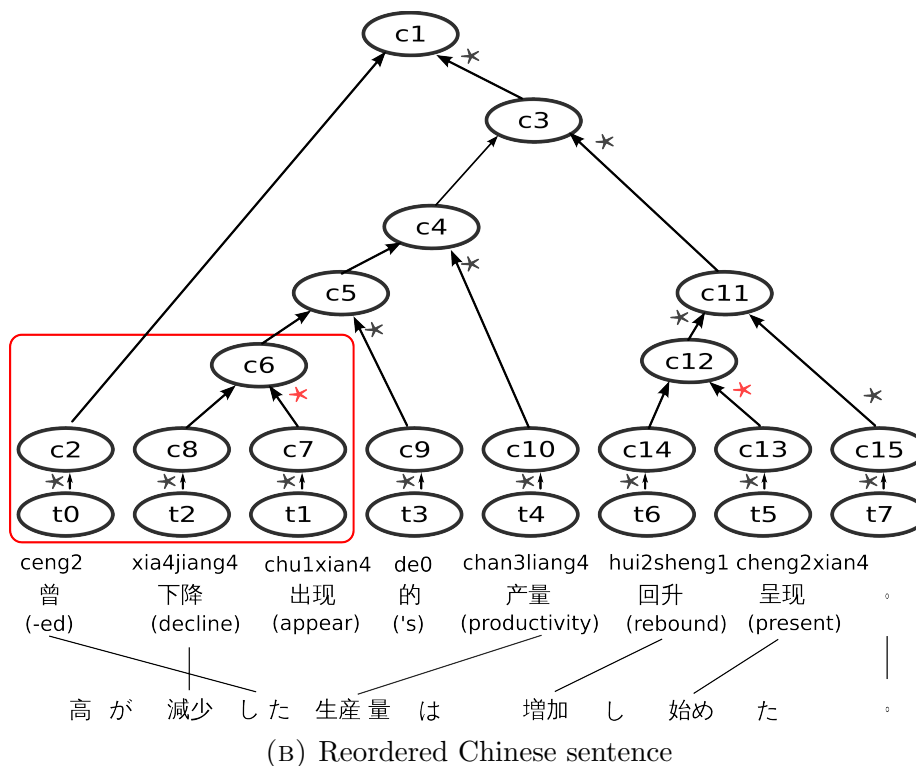 c1
c3
c4
c5 c11
c6 c12
c2 c8 c7 c9 c10 c14 c13 c15
t0 t2 t1 t3 t4 t6 t5 t7
ceng2 xia4jiang4 chu1xian4 de0 chan3liang4 hui2sheng1 cheng2xian4
曾 下降 出现 的 产量 回升 呈现 。
(-ed) (decline) (appear) ('s) (productivity) (rebound) (present)
高 が 減少 し た 生産 量 は 増加 し 始め た 。
(B) Reordered Chinese sentence